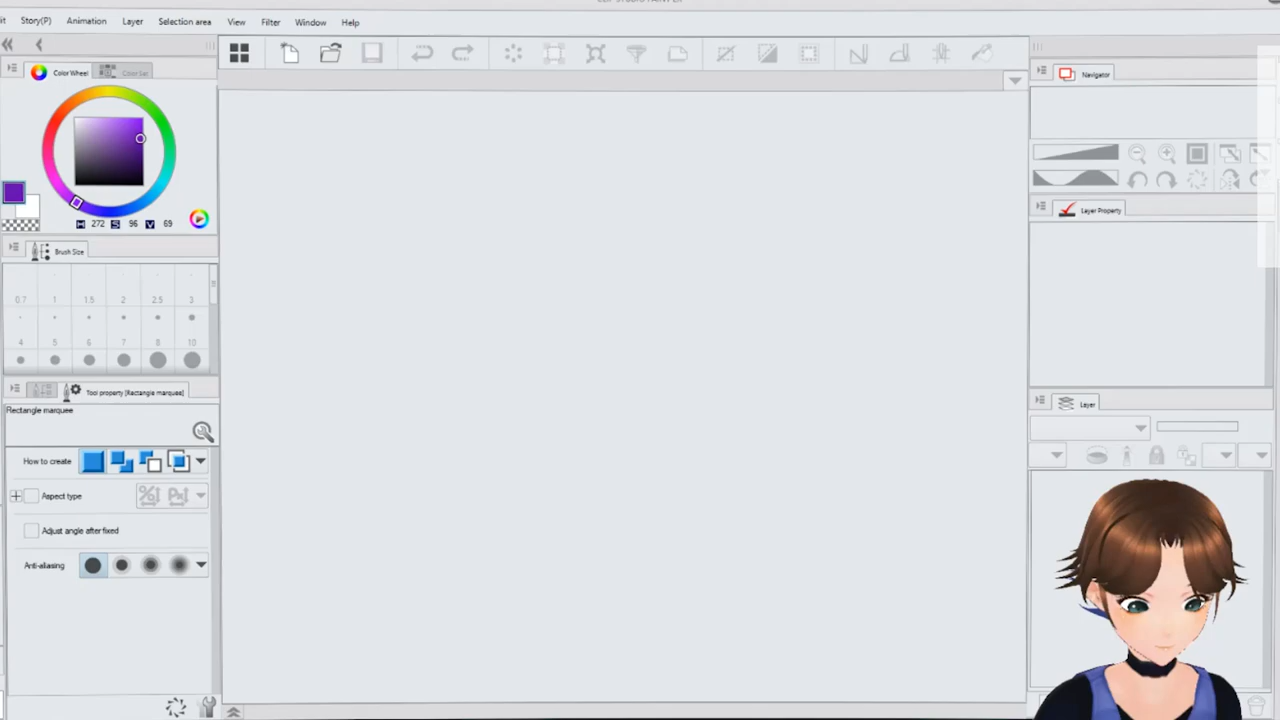 Story(P) Animation Layer Selection area View Filter Window Help
Color Wheel Color Set
Navigator
H 272 S 96 V 69
Layer Property
Brush Size
0.7 1 1.5 2 2.5 3
4 5 6 7 8 10
Tool property [Rectangle marquee]
Layer
Rectangle marquee
How to create
Aspect type
Adjust angle after fixed
Anti-aliasing